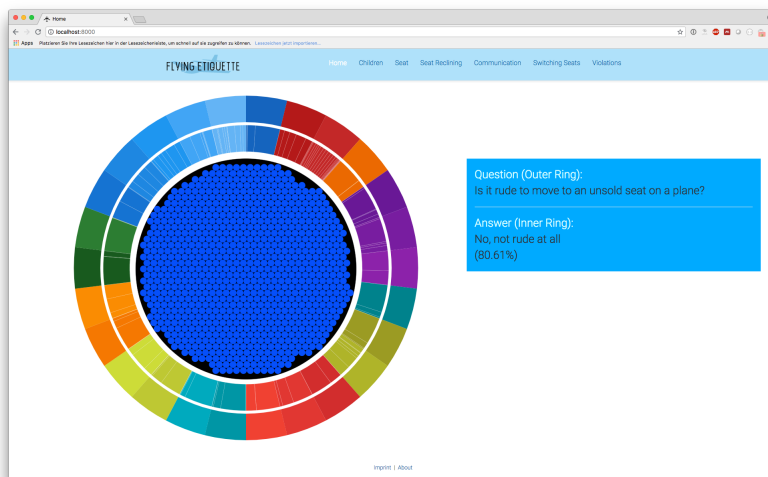 Home
localhost:8000
Apps Platzieren Sie Ihre Lesezeichen hier in der Lesezeichenleiste, um schnell auf sie zugreifen zu können. Lesezeichen jetzt importieren...
FLYING ETIQUETTE
Home Children Seat Seat Reclining Communication Switching Seats Violations
Question (Outer Ring):
Is it rude to move to an unsold seat on a plane?
Answer (Inner Ring):
No, not rude at all
(80.61%)
imprint | About